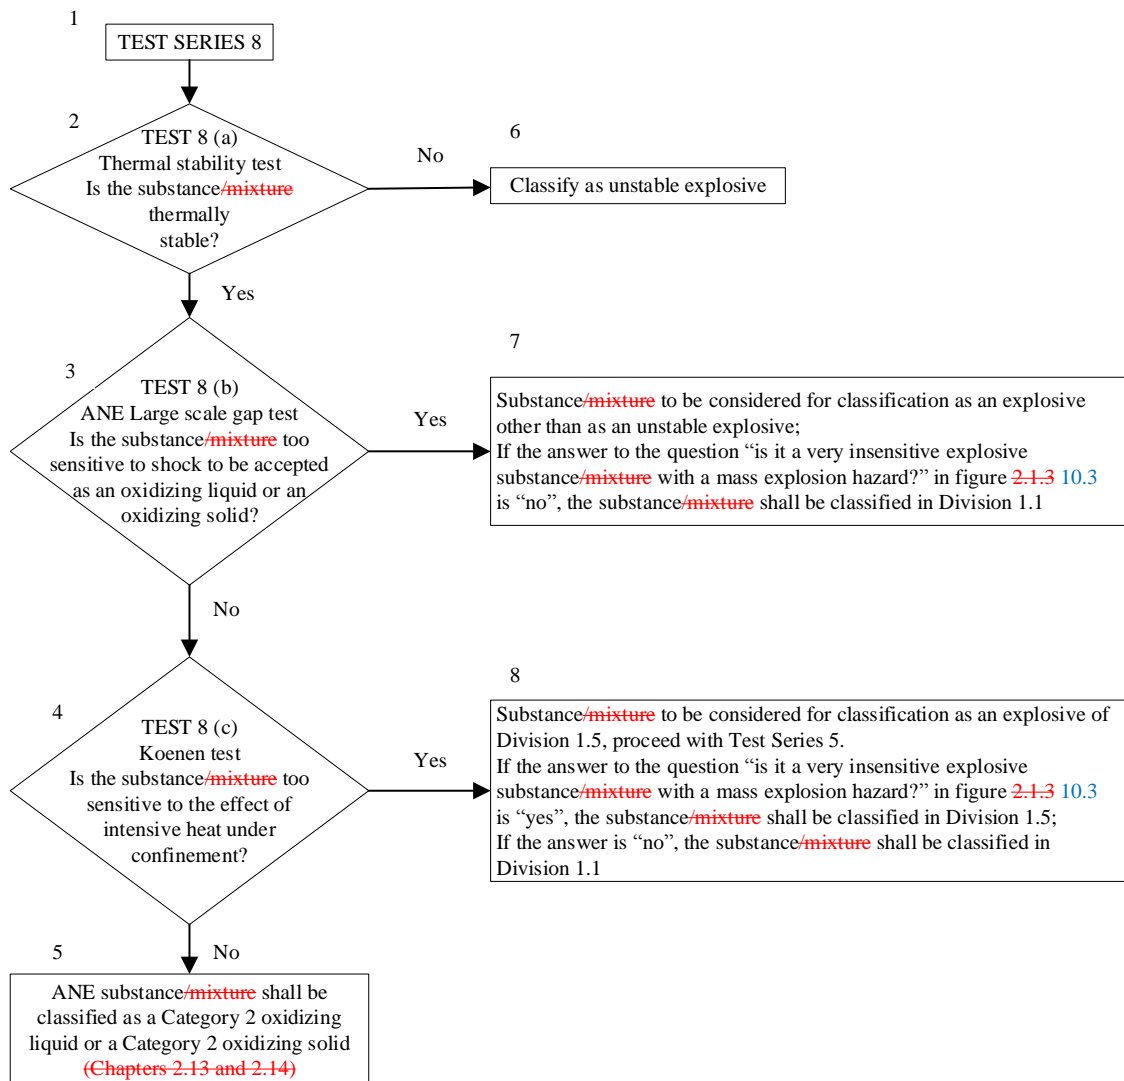 1
TEST SERIES 8
2
TEST 8 (a)
Thermal stability test
Is the substance/mixture
thermally
stable?
No
6
Classify as unstable explosive
Yes
3
TEST 8 (b)
ANE Large scale gap test
Is the substance/mixture too
sensitive to shock to be accepted
as an oxidizing liquid or an
oxidizing solid?
Yes
7
Substance/mixture to be considered for classification as an explosive
other than as an unstable explosive;
If the answer to the question “is it a very insensitive explosive
substance/mixture with a mass explosion hazard?” in figure 2.1.3 10.3
is “no”, the substance/mixture shall be classified in Division 1.1
No
4
TEST 8 (c)
Koenen test
Is the substance/mixture too
sensitive to the effect of
intensive heat under
confinement?
Yes
8
Substance/mixture to be considered for classification as an explosive of
Division 1.5, proceed with Test Series 5.
If the answer to the question “is it a very insensitive explosive
substance/mixture with a mass explosion hazard?” in figure 2.1.3 10.3
is “yes”, the substance/mixture shall be classified in Division 1.5;
If the answer is “no”, the substance/mixture shall be classified in
Division 1.1
No
5
ANE substance/mixture shall be
classified as a Category 2 oxidizing
liquid or a Category 2 oxidizing solid
(Chapters 2.13 and 2.14)